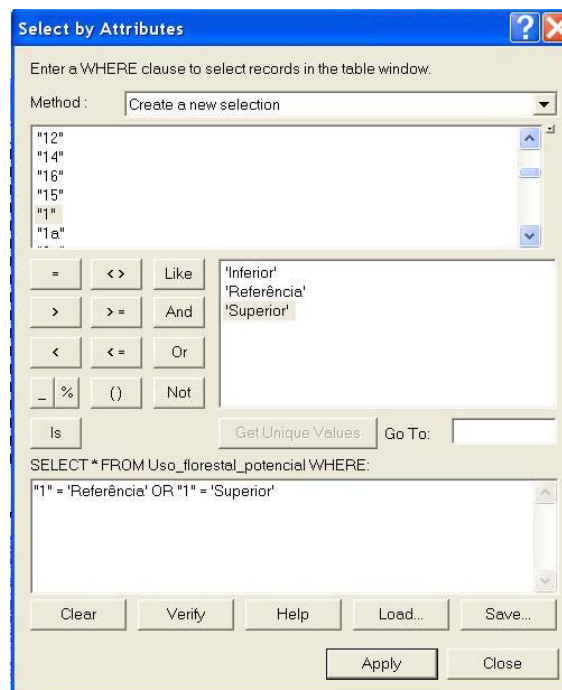 Select by Attributes
Enter a WHERE clause to select records in the table window.
Method : Create a new selection
"12"
"14"
"16"
"15"
"1"
"1a"
= <> Like
> >= And
< <= Or
_ % () Not
Is
'Inferior'
'Referência'
'Superior'
Get Unique Values Go To:
SELECT * FROM Uso_florestal_potencial WHERE:
"1" = 'Referência' OR "1" = 'Superior'
Clear Verify Help Load... Save...
Apply Close